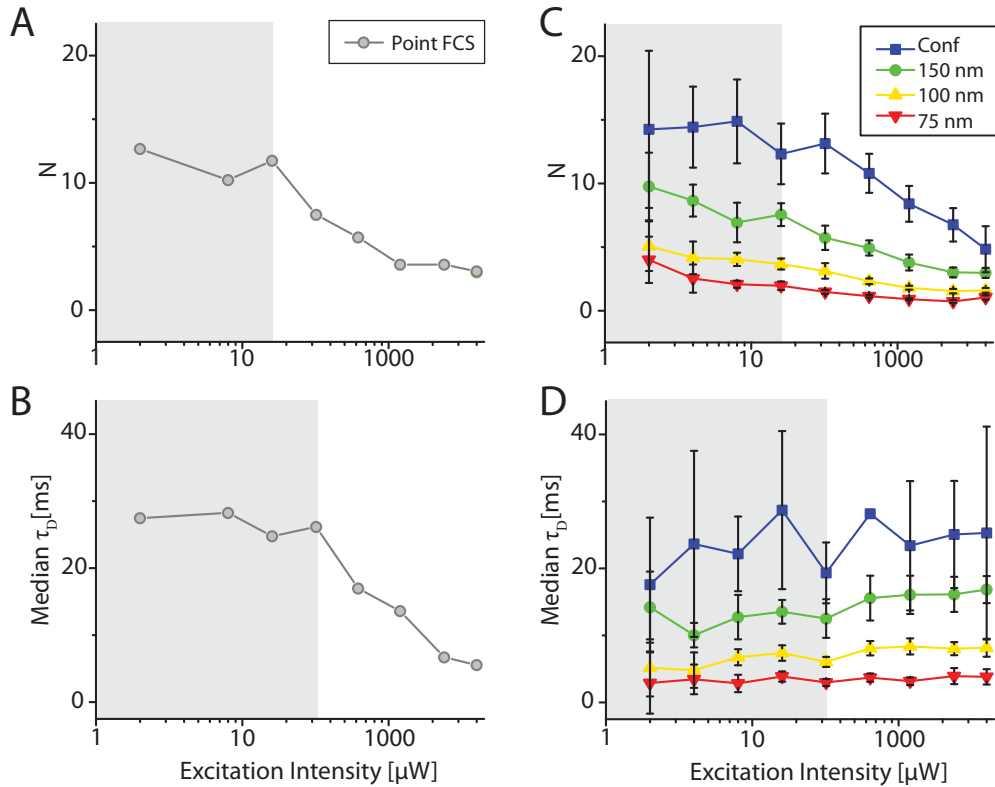 A
20
10
0
N
1
10
1000
Point FCS
C
20
10
0
N
1
10
1000
Conf
150 nm
100 nm
75 nm
B
40
20
0
Median τD[ms]
1
10
1000
Excitation Intensity [µW]
D
40
20
0
Median τD[ms]
1
10
1000
Excitation Intensity [µW]